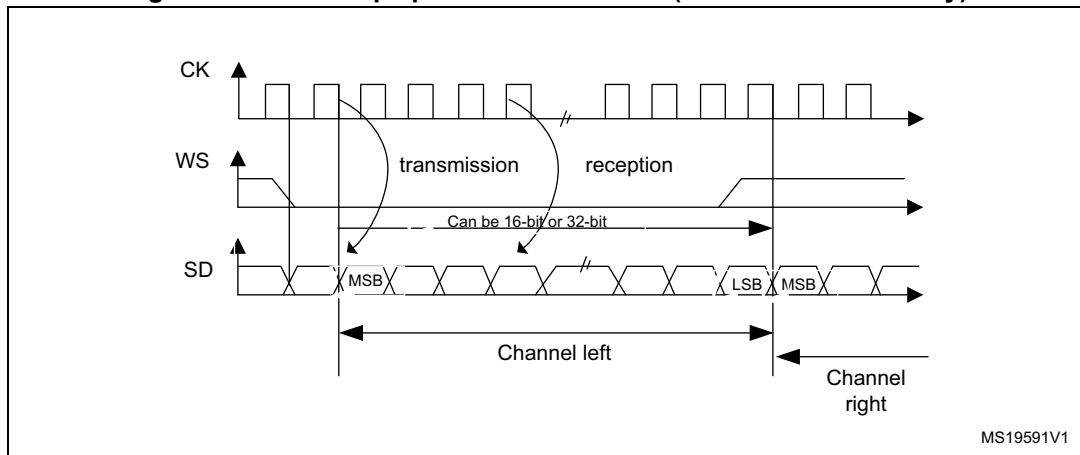 CK
//
WS
transmission
reception
Can be 16-bit or 32-bit
//
SD
MSB
LSB
MSB
Channel left
Channel
right
MS19591V1